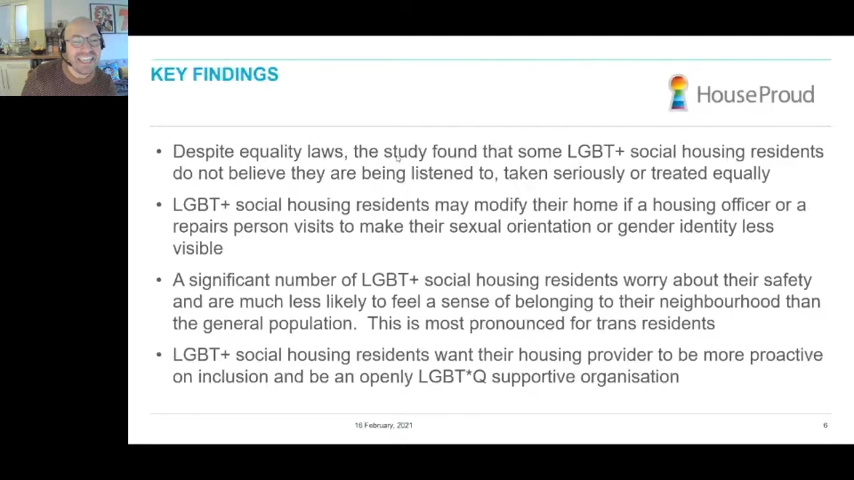 KEY FINDINGS
HouseProud
• Despite equality laws, the study found that some LGBT+ social housing residents
do not believe they are being listened to, taken seriously or treated equally
• LGBT+ social housing residents may modify their home if a housing officer or a
repairs person visits to make their sexual orientation or gender identity less
visible
• A significant number of LGBT+ social housing residents worry about their safety
and are much less likely to feel a sense of belonging to their neighbourhood than
the general population.  This is most pronounced for trans residents
• LGBT+ social housing residents want their housing provider to be more proactive
on inclusion and be an openly LGBT*Q supportive organisation
16 February, 2021
6